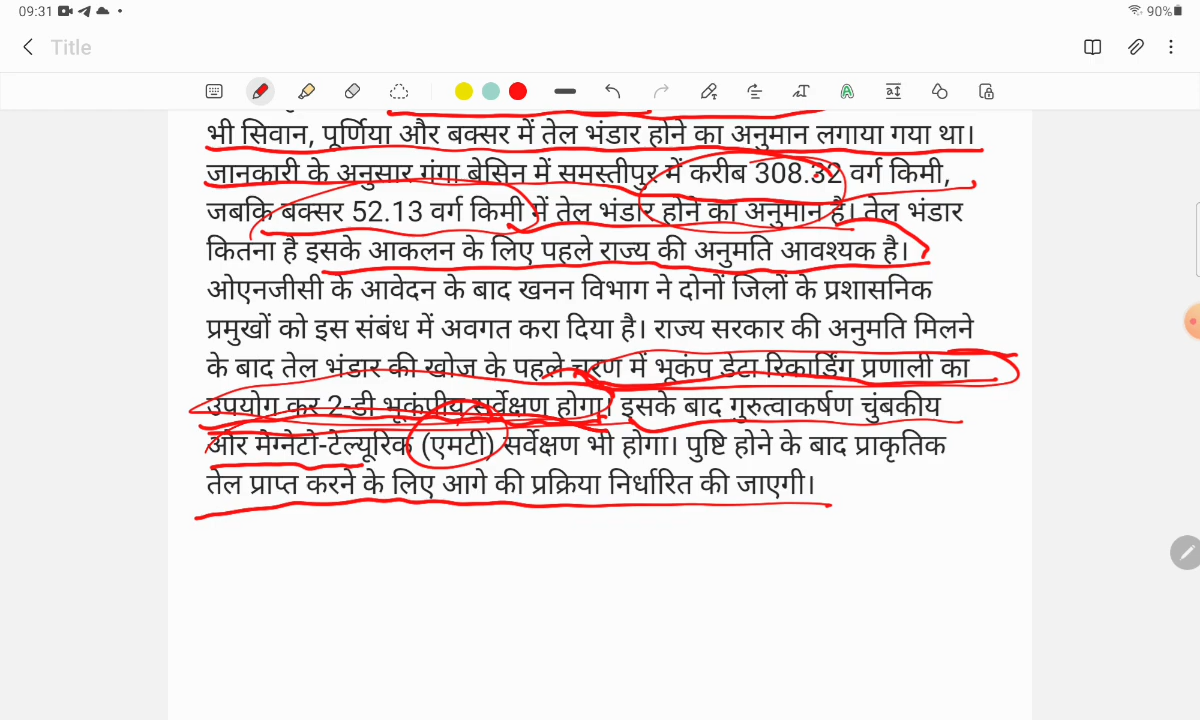 09:31
90%
Title
भी सिवान, पूर्णिया और बक्सर में तेल भंडार होने का अनुमान लगाया गया था।
जानकारी के अनुसार गंगा बेसिन में समस्तीपुर में करीब 308.32 वर्ग किमी,
जबकि बक्सर 52.13 वर्ग किमी में तेल भंडार होने का अनुमान है। तेल भंडार
कितना है इसके आकलन के लिए पहले राज्य की अनुमति आवश्यक है।
ओएनजीसी के आवेदन के बाद खनन विभाग ने दोनों जिलों के प्रशासनिक
प्रमुखों को इस संबंध में अवगत करा दिया है। राज्य सरकार की अनुमति मिलने
के बाद तेल भंडार की खोज के पहले चरण में भूकंप डेटा रिकार्डिंग प्रणाली का
उपयोग कर 2-डी भूकंपीय सर्वेक्षण होगा। इसके बाद गुरुत्वाकर्षण चुंबकीय
और मैग्नेटो-टेल्यूरिक (एमटी) सर्वेक्षण भी होगा। पुष्टि होने के बाद प्राकृतिक
तेल प्राप्त करने के लिए आगे की प्रक्रिया निर्धारित की जाएगी।